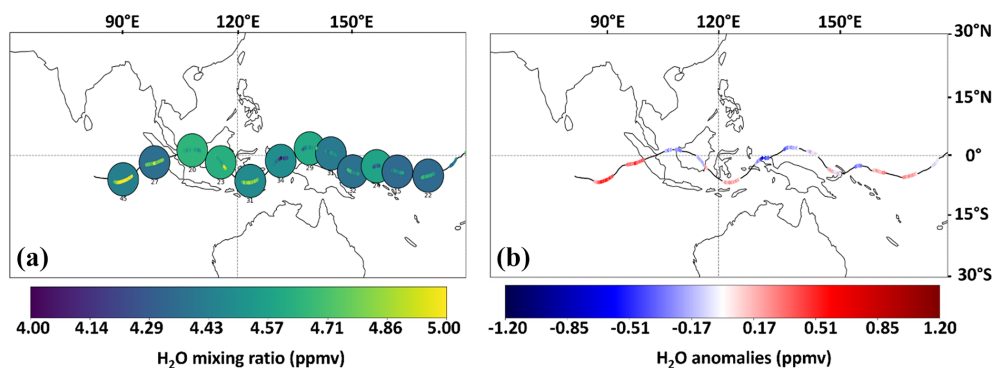 90°E 120°E 150°E
90°E 120°E 150°E
30°N
15°N
0°
15°S
30°S
45 27 20 23 31 34 29 32 22
(a)
(b)
4.00 4.14 4.29 4.43 4.57 4.71 4.86 5.00
H₂O mixing ratio (ppmv)
-1.20 -0.85 -0.51 -0.17 0.17 0.51 0.85 1.20
H₂O anomalies (ppmv)